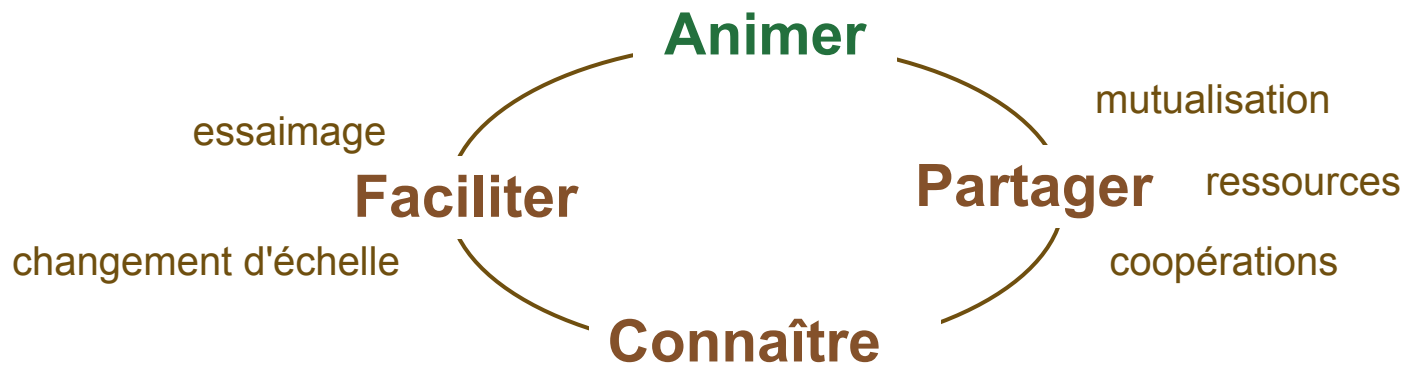 Animer
mutualisation
essaimage
Faciliter
Partager
ressources
changement d'échelle
coopérations
Connaître